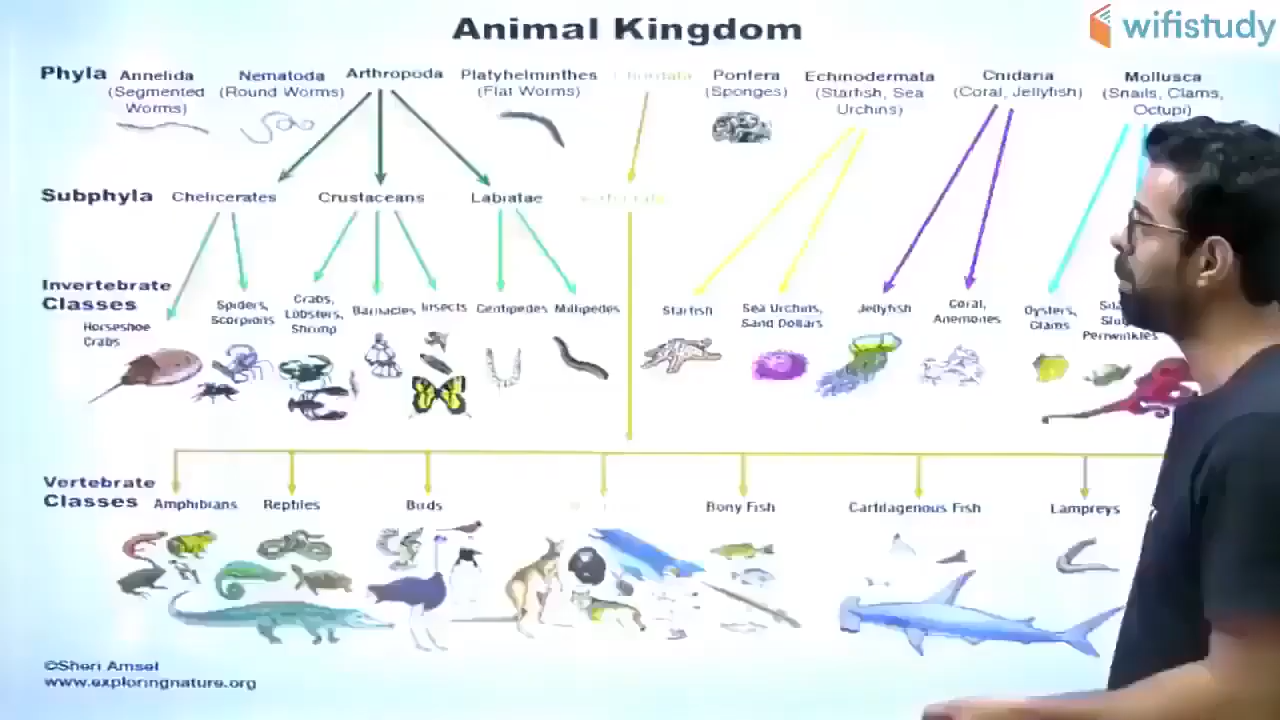 Animal Kingdom
wifistudy
Phyla
Annelida
(Segmented
Worms)
Nematoda
(Round Worms)
Arthropoda
Platyhelminthes
(Flat Worms)
Chordata
Porifera
(Sponges)
Echinodermata
(Starfish, Sea
Urchins)
Cnidaria
(Coral, Jellyfish)
Mollusca
(Snails, Clams,
Octupi)
Subphyla
Chelicerates
Crustaceans
Labiatae
Invertebrate
Classes
Horseshoe
Crabs
Spiders,
Scorpions
Crabs,
Lobsters,
Shrimp
Barnacles
Insects
Centipedes
Millipedes
Starfish
Sea Urchins,
Sand Dollars
Jellyfish
Coral,
Anemones
Oysters,
Clams
Periwinkles
Vertebrate
Classes
Amphibians
Reptiles
Birds
Bony Fish
Cartilagenous Fish
Lampreys
©Sheri Amsel
www.exploringnature.org